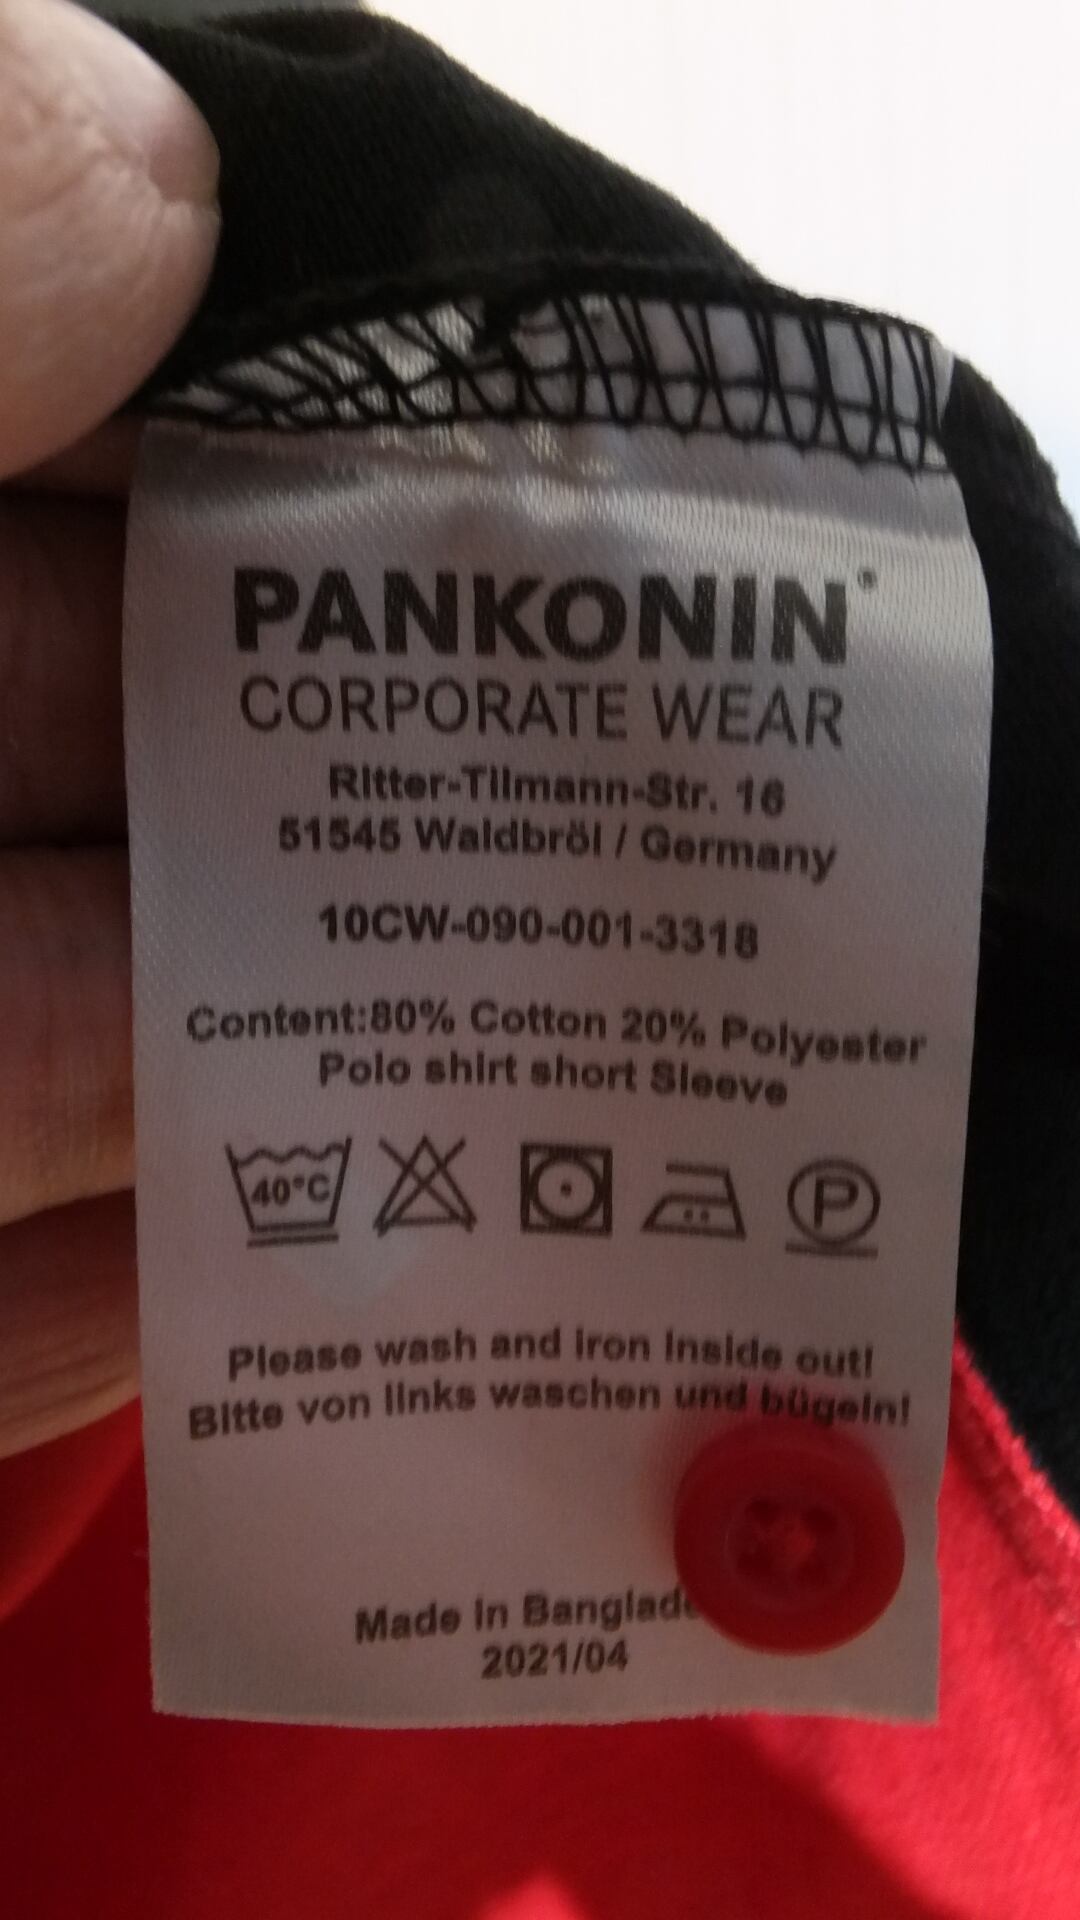 PANKONIN®
CORPORATE WEAR
Ritter-Tilmann-Str. 16
51545 Waldbröl / Germany
10CW-090-001-3318
Content:80% Cotton 20% Polyester
Polo shirt short Sleeve
40°C P
Please wash and iron inside out!
Bitte von links waschen und bügeln!
Made in Banglade
2021/04